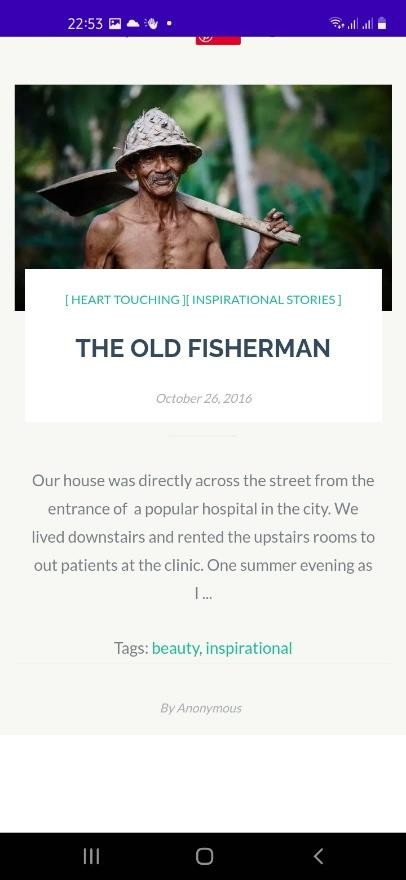 22:53
[ HEART TOUCHING ][ INSPIRATIONAL STORIES ]
THE OLD FISHERMAN
October 26, 2016
Our house was directly across the street from the
entrance of  a popular hospital in the city. We
lived downstairs and rented the upstairs rooms to
out patients at the clinic. One summer evening as
I ...
Tags: beauty, inspirational
By Anonymous